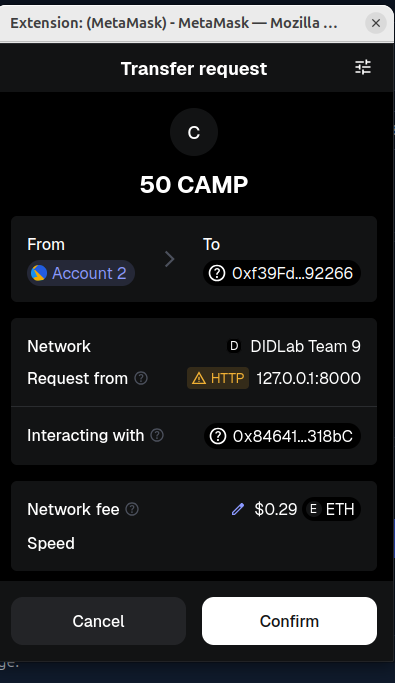 Extension: (MetaMask) - MetaMask — Mozilla ...
Transfer request
C
50 CAMP
From
To
Account 2
0xf39Fd...92266
Network
D DIDLab Team 9
Request from
HTTP 127.0.0.1:8000
Interacting with
0x84641...318bC
Network fee
$0.29 E ETH
Speed
Cancel
Confirm
ge.